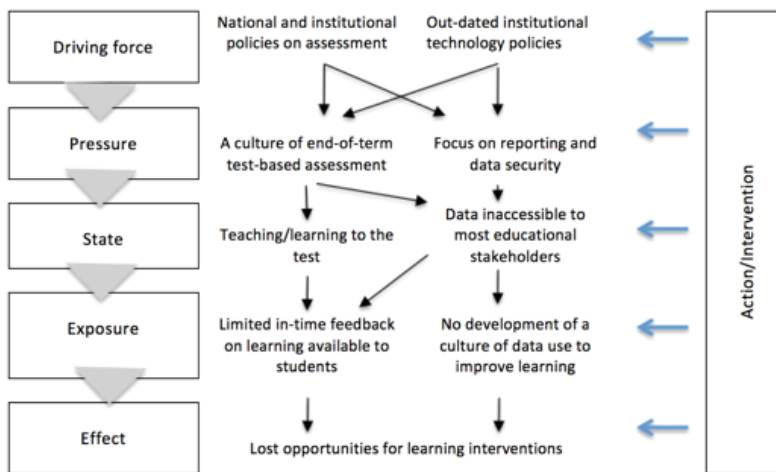 Driving force
National and institutional
policies on assessment
Out-dated institutional
technology policies
Pressure
A culture of end-of-term
test-based assessment
Focus on reporting and
data security
State
Teaching/learning to the
test
Data inaccessible to
most educational
stakeholders
Exposure
Limited in-time feedback
on learning available to
students
No development of a
culture of data use to
improve learning
Effect
Lost opportunities for learning interventions
Action/Intervention